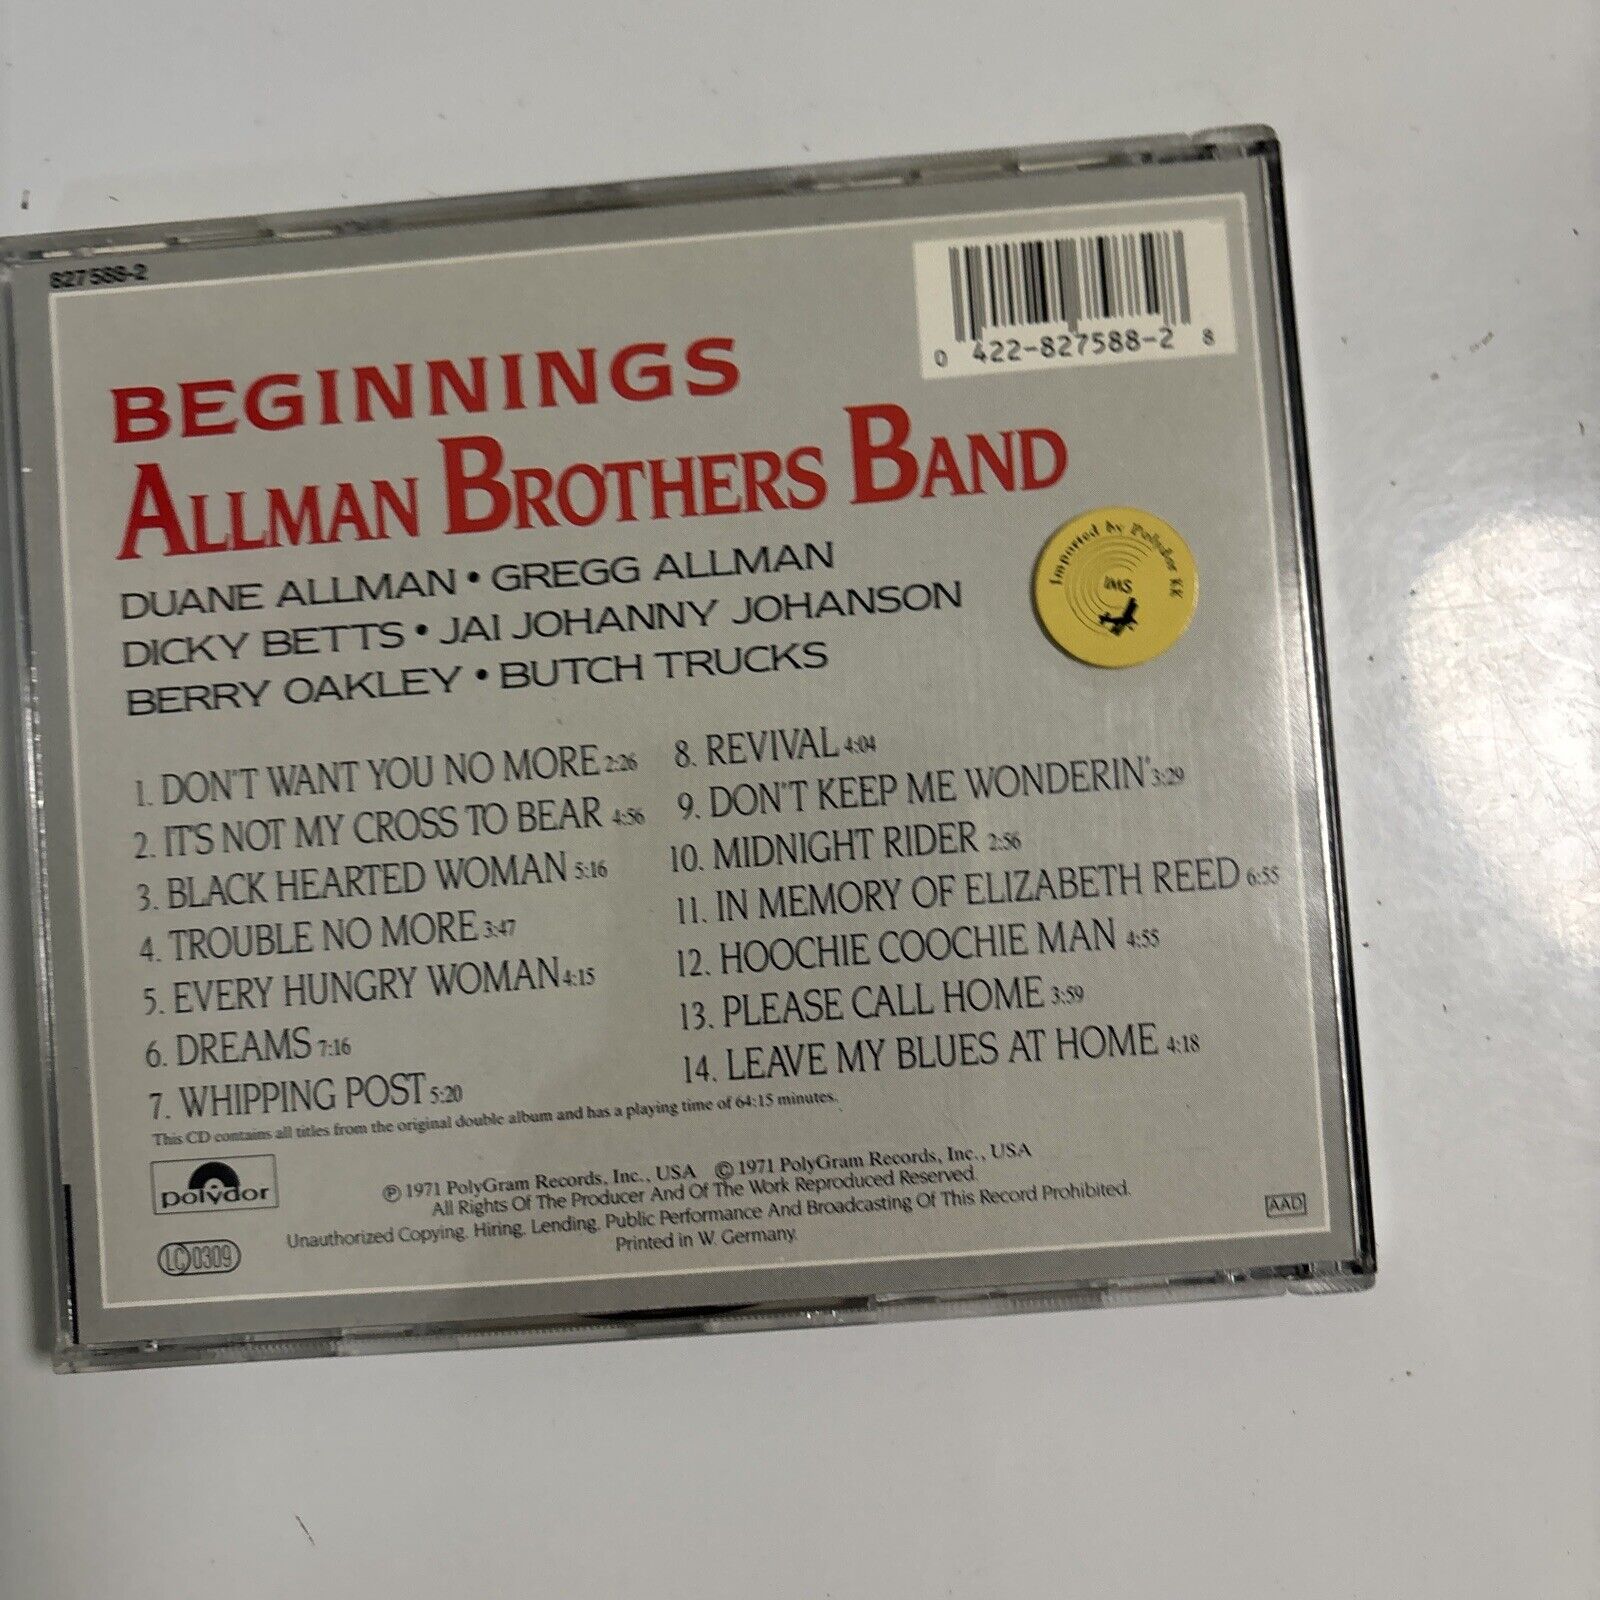 827 588-2
0 422-827588-2 8
BEGINNINGS
ALLMAN BROTHERS BAND
DUANE ALLMAN • GREGG ALLMAN
DICKY BETTS • JAI JOHANNY JOHANSON
BERRY OAKLEY • BUTCH TRUCKS
Imported by Polydor KK
IMS
1. DON'T WANT YOU NO MORE 2:26
2. IT'S NOT MY CROSS TO BEAR 4:56
3. BLACK HEARTED WOMAN 5:16
4. TROUBLE NO MORE 3:47
5. EVERY HUNGRY WOMAN 4:15
6. DREAMS 7:16
7. WHIPPING POST 5:20
8. REVIVAL 4:04
9. DON'T KEEP ME WONDERIN' 3:29
10. MIDNIGHT RIDER 2:56
11. IN MEMORY OF ELIZABETH REED 6:55
12. HOOCHIE COOCHIE MAN 4:55
13. PLEASE CALL HOME 3:59
14. LEAVE MY BLUES AT HOME 4:18
This CD contains all titles from the original double album and has a playing time of 64:15 minutes.
polydor
℗ 1971 PolyGram Records, Inc., USA © 1971 PolyGram Records, Inc., USA
All Rights Of The Producer And Of The Work Reproduced Reserved.
Unauthorized Copying, Hiring, Lending, Public Performance And Broadcasting Of This Record Prohibited.
Printed in W. Germany.
LC 0309
AAD